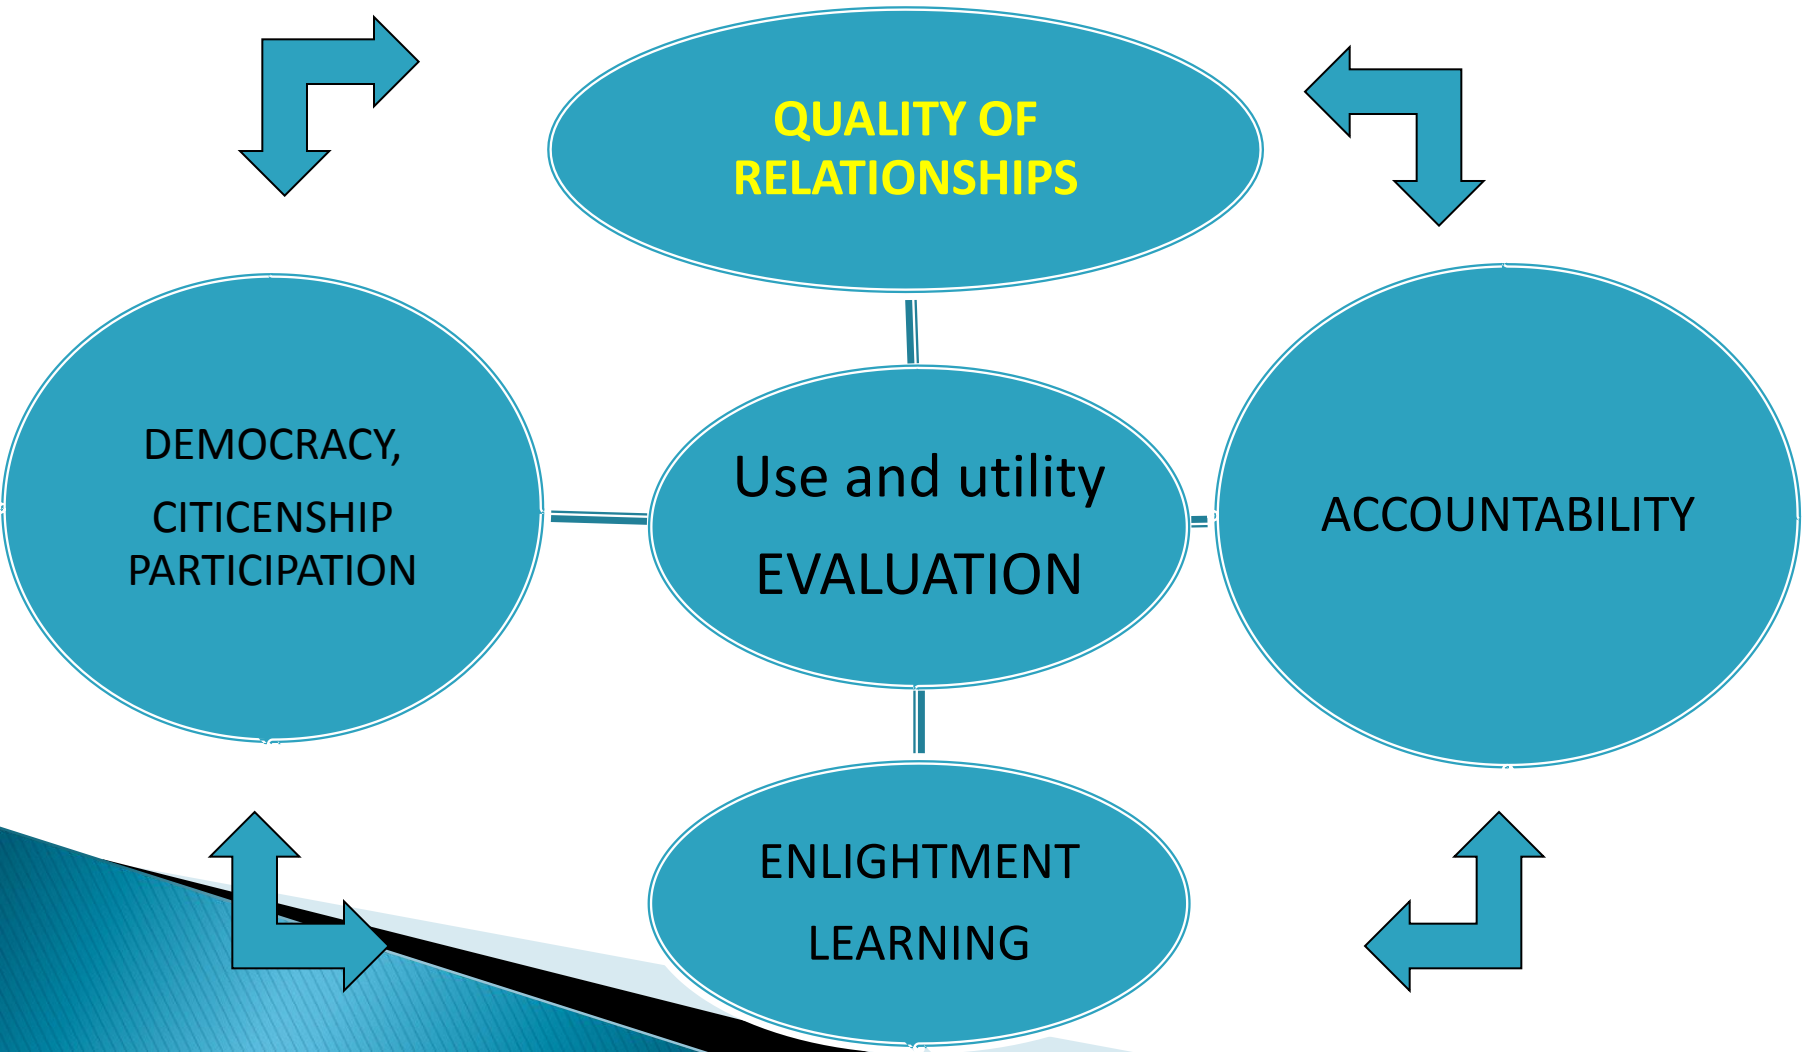 QUALITY OF
RELATIONSHIPS
DEMOCRACY,
CITICENSHIP
PARTICIPATION
Use and utility
EVALUATION
ACCOUNTABILITY
ENLIGHTMENT
LEARNING